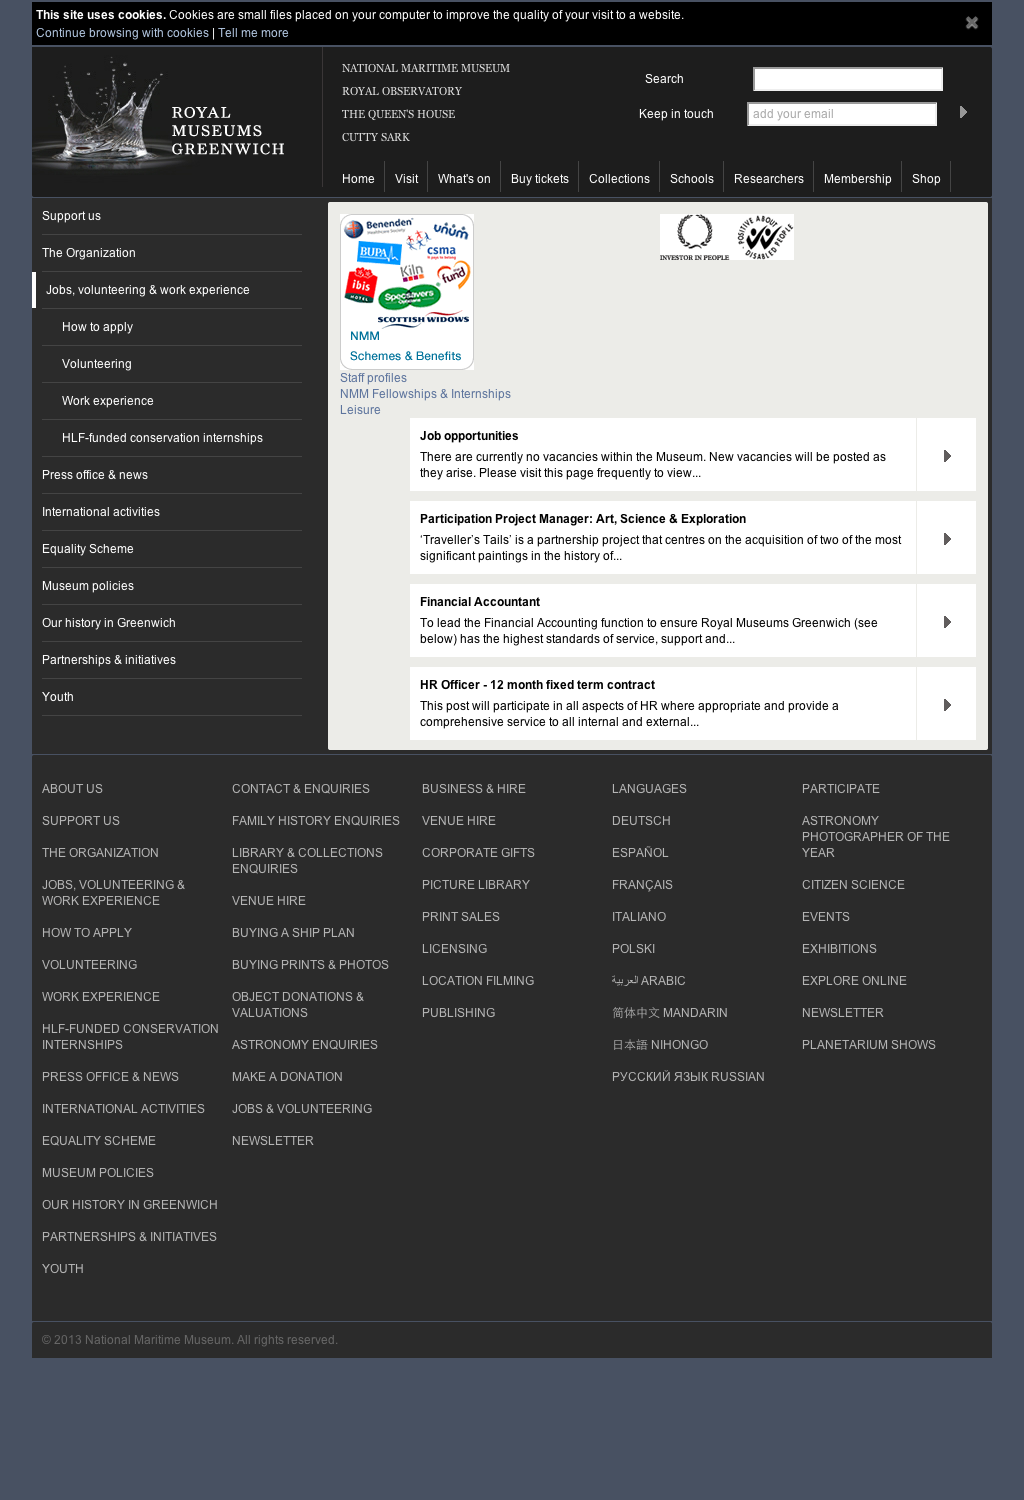 This site uses cookies. Cookies are small files placed on your computer to improve the quality of your visit to a website.
Continue browsing with cookies | Tell me more
ROYAL
MUSEUMS
GREENWICH
NATIONAL MARITIME MUSEUM
ROYAL OBSERVATORY
THE QUEEN'S HOUSE
CUTTY SARK
Search
Keep in touch
add your email
Home
Visit
What's on
Buy tickets
Collections
Schools
Researchers
Membership
Shop
Support us
The Organization
Jobs, volunteering & work experience
How to apply
Volunteering
Work experience
HLF-funded conservation internships
Press office & news
International activities
Equality Scheme
Museum policies
Our history in Greenwich
Partnerships & initiatives
Youth
Benenden
Healthcare Society
unum
BUPA
csma
Kiln
fund
ibis
HOTEL
Specsavers
Opticians
SCOTTISH WIDOWS
NMM
Schemes & Benefits
INVESTOR IN PEOPLE
POSITIVE ABOUT DISABLED PEOPLE
Staff profiles
NMM Fellowships & Internships
Leisure
Job opportunities
There are currently no vacancies within the Museum. New vacancies will be posted as
they arise. Please visit this page frequently to view...
Participation Project Manager: Art, Science & Exploration
‘Traveller’s Tails’ is a partnership project that centres on the acquisition of two of the most
significant paintings in the history of...
Financial Accountant
To lead the Financial Accounting function to ensure Royal Museums Greenwich (see
below) has the highest standards of service, support and...
HR Officer - 12 month fixed term contract
This post will participate in all aspects of HR where appropriate and provide a
comprehensive service to all internal and external...
ABOUT US
SUPPORT US
THE ORGANIZATION
JOBS, VOLUNTEERING &
WORK EXPERIENCE
HOW TO APPLY
VOLUNTEERING
WORK EXPERIENCE
HLF-FUNDED CONSERVATION
INTERNSHIPS
PRESS OFFICE & NEWS
INTERNATIONAL ACTIVITIES
EQUALITY SCHEME
MUSEUM POLICIES
OUR HISTORY IN GREENWICH
PARTNERSHIPS & INITIATIVES
YOUTH
CONTACT & ENQUIRIES
FAMILY HISTORY ENQUIRIES
LIBRARY & COLLECTIONS
ENQUIRIES
VENUE HIRE
BUYING A SHIP PLAN
BUYING PRINTS & PHOTOS
OBJECT DONATIONS &
VALUATIONS
ASTRONOMY ENQUIRIES
MAKE A DONATION
JOBS & VOLUNTEERING
NEWSLETTER
BUSINESS & HIRE
VENUE HIRE
CORPORATE GIFTS
PICTURE LIBRARY
PRINT SALES
LICENSING
LOCATION FILMING
PUBLISHING
LANGUAGES
DEUTSCH
ESPAÑOL
FRANÇAIS
ITALIANO
POLSKI
العربية ARABIC
简体中文 MANDARIN
日本語 NIHONGO
РУССКИЙ ЯЗЫК RUSSIAN
PARTICIPATE
ASTRONOMY
PHOTOGRAPHER OF THE
YEAR
CITIZEN SCIENCE
EVENTS
EXHIBITIONS
EXPLORE ONLINE
NEWSLETTER
PLANETARIUM SHOWS
© 2013 National Maritime Museum. All rights reserved.